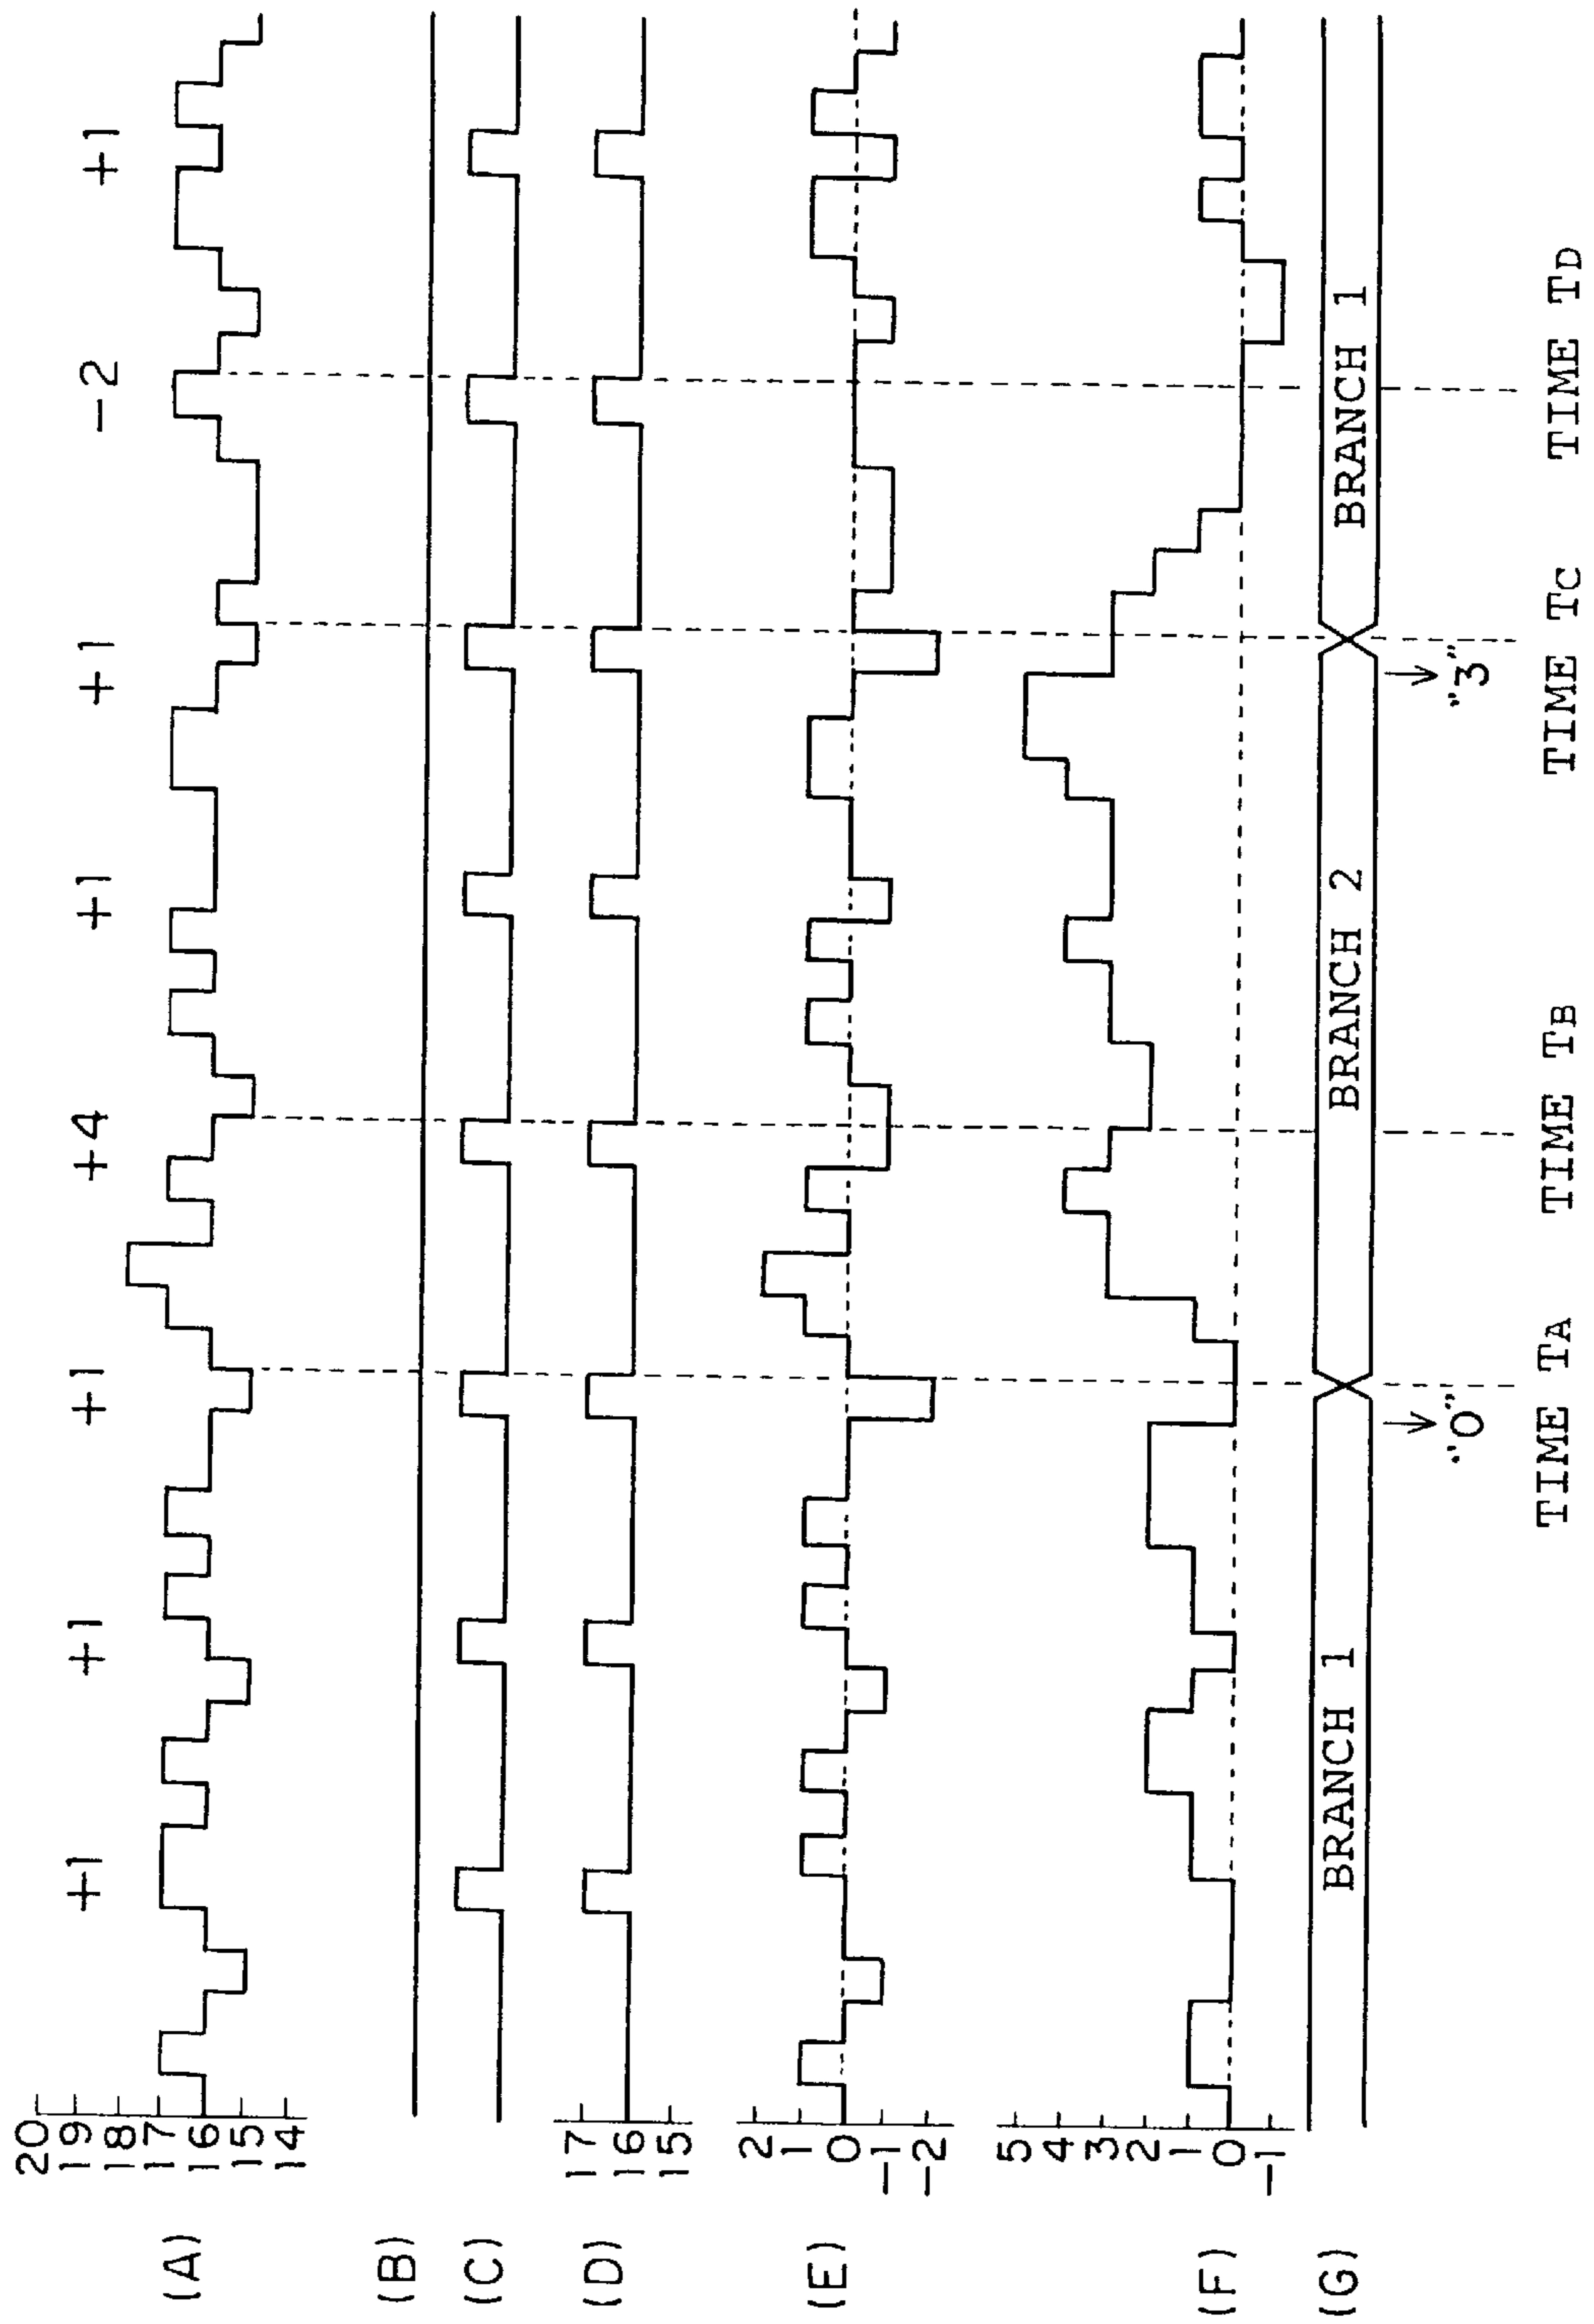 +1 +1 +1 +4 +1 +1 -2 +1
(A) 20 19 18 17 16 15 14
(B)
(C)
(D) 17 16 15
(E) 2 1 0 -1 -2
(F) 5 4 3 2 1 0 -1
(G) BRANCH 1 BRANCH 2 BRANCH 1
"0" "3"
TIME TA TIME TB TIME TC TIME TD